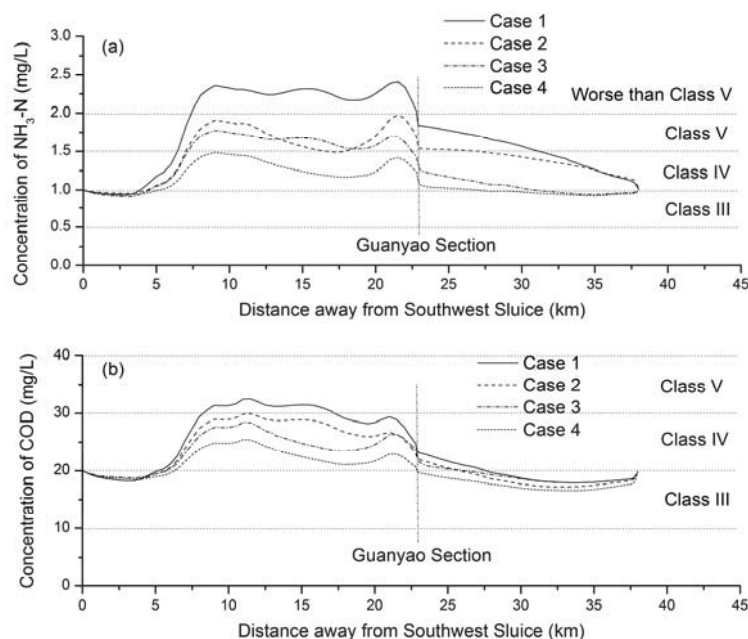 (a)
Concentration of NH3-N (mg/L)
3.0
2.5
2.0
1.5
1.0
0.5
0.0
Case 1
Case 2
Case 3
Case 4
Worse than Class V
Class V
Class IV
Class III
Guanyao Section
0 5 10 15 20 25 30 35 40 45
Distance away from Southwest Sluice (km)
(b)
Concentration of COD (mg/L)
40
30
20
10
0
Case 1
Case 2
Case 3
Case 4
Class V
Class IV
Class III
Guanyao Section
0 5 10 15 20 25 30 35 40 45
Distance away from Southwest Sluice (km)